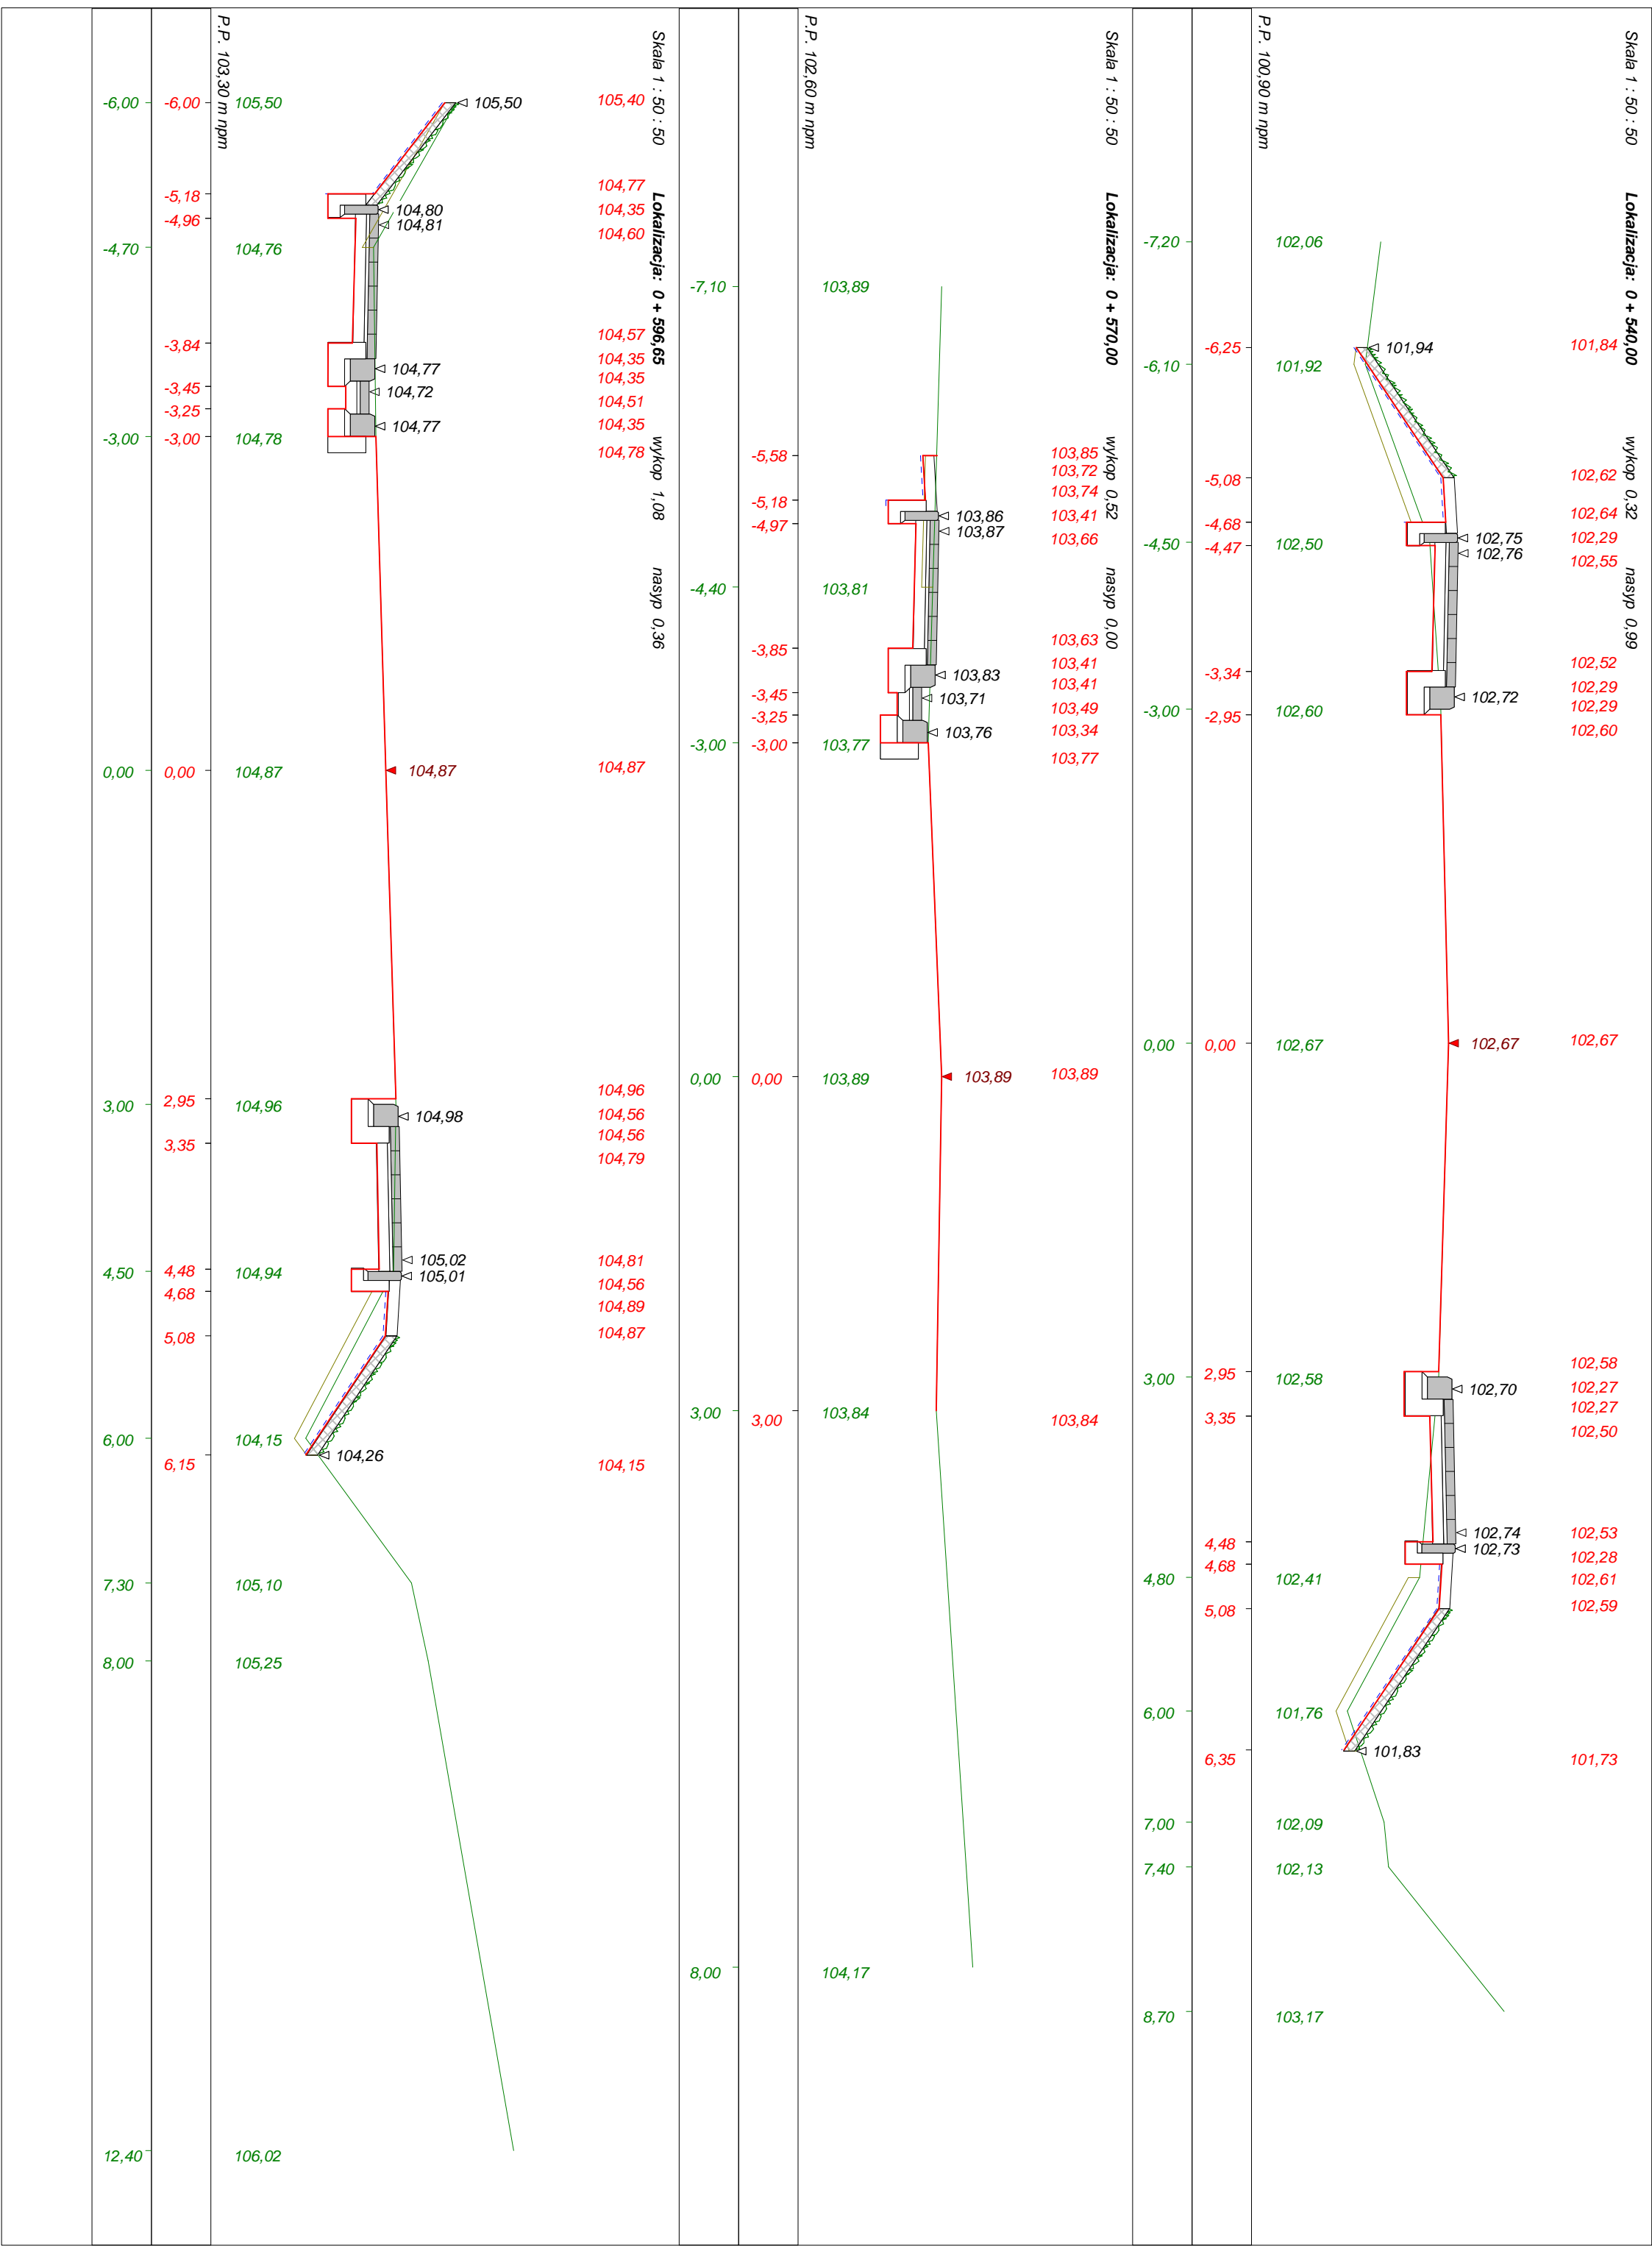 Skala 1 : 50 : 50 Lokalizacja: 0 + 540,00 wykop 0,32 nasyp 0,99
101,84 102,62 102,64 102,29 102,55 102,52 102,29 102,29 102,60 102,67 102,58 102,27 102,27 102,50 102,53 102,28 102,61 102,59 101,73
101,94 102,75 102,76 102,72 102,67 102,70 102,74 102,73 101,83
102,06 101,92 102,50 102,60 102,67 102,58 102,41 101,76 102,09 102,13 103,17
P.P. 100,90 m npm
-6,25 -5,08 -4,68 -4,47 -3,34 -2,95 0,00 2,95 3,35 4,48 4,68 5,08 6,35
-7,20 -6,10 -4,50 -3,00 0,00 3,00 4,80 6,00 7,00 7,40 8,70
Skala 1 : 50 : 50 Lokalizacja: 0 + 570,00 wykop 0,52 nasyp 0,00
103,85 103,72 103,74 103,41 103,66 103,63 103,41 103,41 103,49 103,34 103,77 103,89 103,84
103,86 103,87 103,83 103,71 103,76 103,89
103,89 103,81 103,77 103,89 103,84 104,17
P.P. 102,60 m npm
-5,58 -5,18 -4,97 -3,85 -3,45 -3,25 -3,00 0,00 3,00
-7,10 -4,40 -3,00 0,00 3,00 8,00
Skala 1 : 50 : 50 Lokalizacja: 0 + 596,65 wykop 1,08 nasyp 0,36
105,40 104,77 104,35 104,60 104,57 104,35 104,35 104,51 104,35 104,78 104,87 104,96 104,56 104,56 104,79 104,81 104,56 104,89 104,87 104,15
105,50 104,80 104,81 104,77 104,72 104,77 104,87 104,98 105,02 105,01 104,26
105,50 104,76 104,78 104,87 104,96 104,94 104,15 105,10 105,25 106,02
P.P. 103,30 m npm
-6,00 -5,18 -4,96 -3,84 -3,45 -3,25 -3,00 0,00 2,95 3,35 4,48 4,68 5,08 6,15
-6,00 -4,70 -3,00 0,00 3,00 4,50 6,00 7,30 8,00 12,40